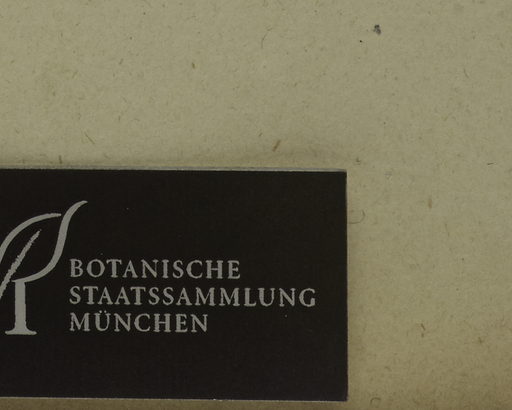 BOTANISCHE
STAATSSAMMLUNG
MÜNCHEN